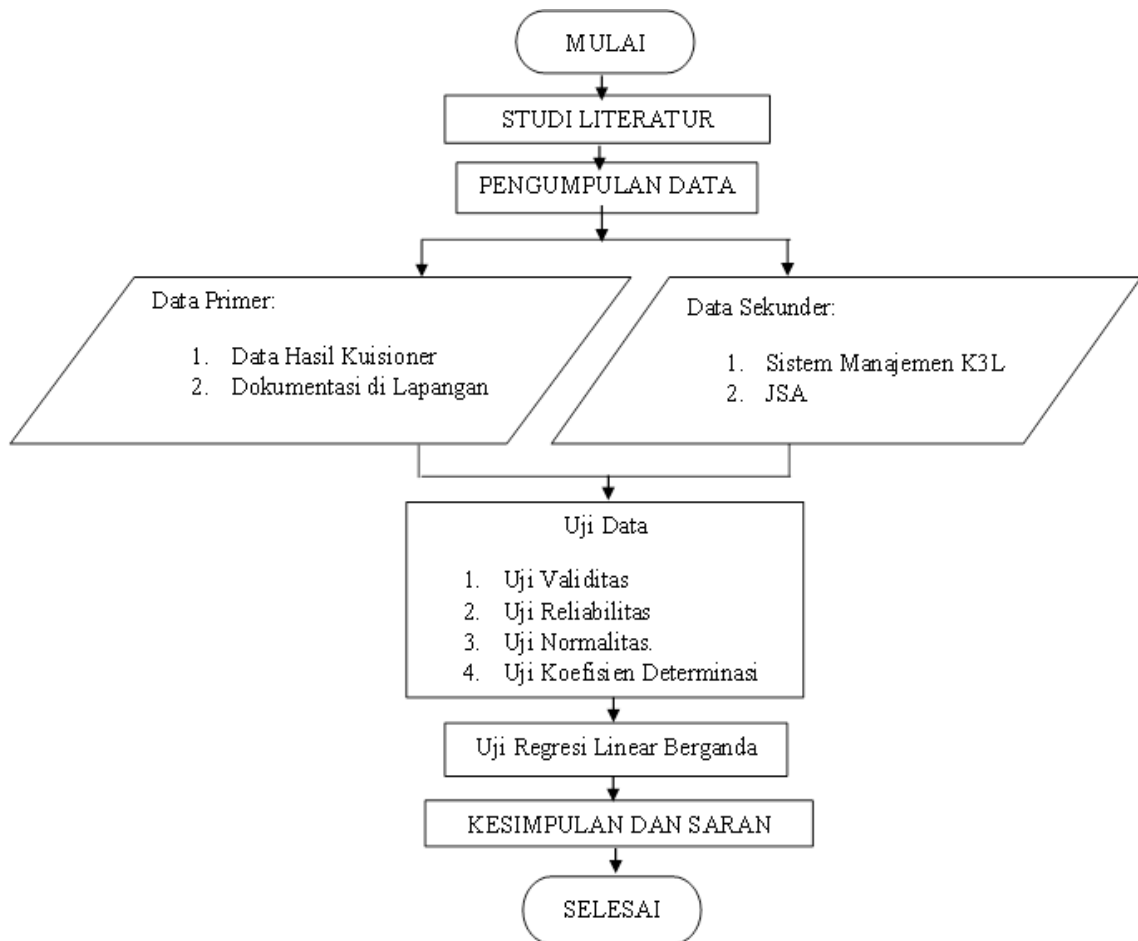 MULAI
STUDI LITERATUR
PENGUMPULAN DATA
Data Primer:
1. Data Hasil Kuisioner
2. Dokumentasi di Lapangan
Data Sekunder:
1. Sistem Manajemen K3L
2. JSA
Uji Data
1. Uji Validitas
2. Uji Reliabilitas
3. Uji Normalitas.
4. Uji Koefisien Determinasi
Uji Regresi Linear Berganda
KESIMPULAN DAN SARAN
SELESAI